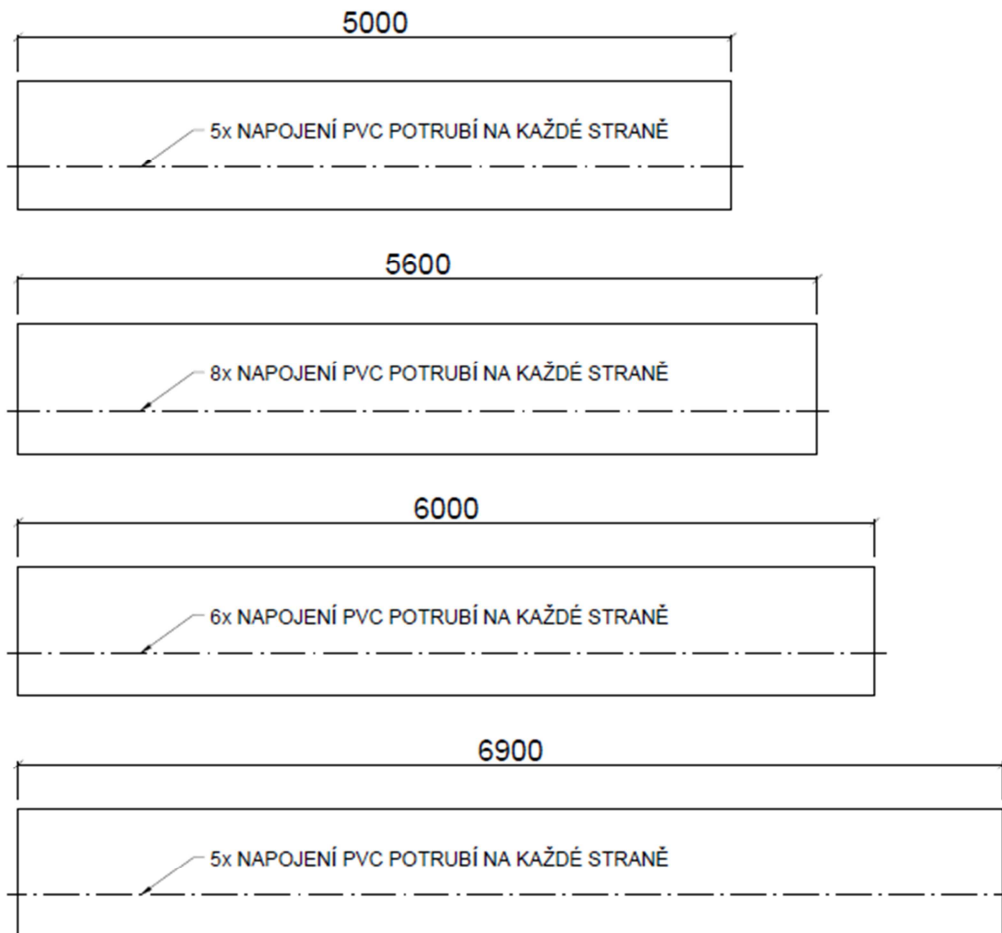 5000
5x NAPOJENÍ PVC POTRUBÍ NA KAŽDÉ STRANĚ
5600
8x NAPOJENÍ PVC POTRUBÍ NA KAŽDÉ STRANĚ
6000
6x NAPOJENÍ PVC POTRUBÍ NA KAŽDÉ STRANĚ
6900
5x NAPOJENÍ PVC POTRUBÍ NA KAŽDÉ STRANĚ